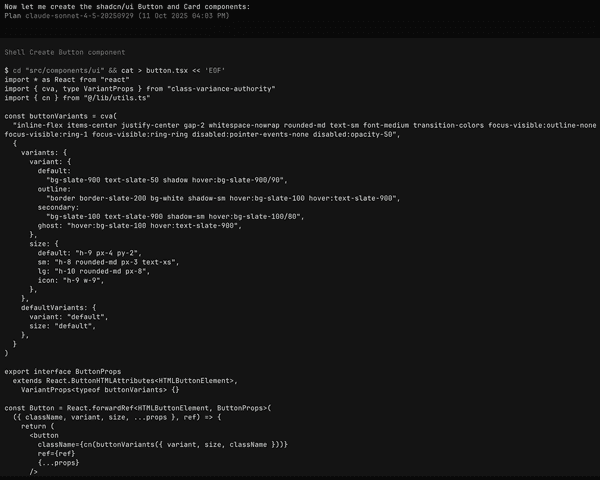 Now let me create the shadcn/ui Button and Card components:
Plan claude-sonnet-4-5-20250929 (11 Oct 2025 04:03 PM)
Shell Create Button component
$ cd "src/components/ui" && cat > button.tsx << 'EOF'
import * as React from "react"
import { cva, type VariantProps } from "class-variance-authority"
import { cn } from "@/lib/utils.ts"
const buttonVariants = cva(
"inline-flex items-center justify-center gap-2 whitespace-nowrap rounded-md text-sm font-medium transition-colors focus-visible:outline-none
focus-visible:ring-1 focus-visible:ring-ring disabled:pointer-events-none disabled:opacity-50",
{
variants: {
variant: {
default:
"bg-slate-900 text-slate-50 shadow hover:bg-slate-900/90",
outline:
"border border-slate-200 bg-white shadow-sm hover:bg-slate-100 hover:text-slate-900",
secondary:
"bg-slate-100 text-slate-900 shadow-sm hover:bg-slate-100/80",
ghost: "hover:bg-slate-100 hover:text-slate-900",
},
size: {
default: "h-9 px-4 py-2",
sm: "h-8 rounded-md px-3 text-xs",
lg: "h-10 rounded-md px-8",
icon: "h-9 w-9",
},
},
defaultVariants: {
variant: "default",
size: "default",
},
}
)
export interface ButtonProps
extends React.ButtonHTMLAttributes<HTMLButtonElement>,
VariantProps<typeof buttonVariants> {}
const Button = React.forwardRef<HTMLButtonElement, ButtonProps>(
({ className, variant, size, ...props }, ref) => {
return (
<button
className={cn(buttonVariants({ variant, size, className }))}
ref={ref}
{...props}
/>